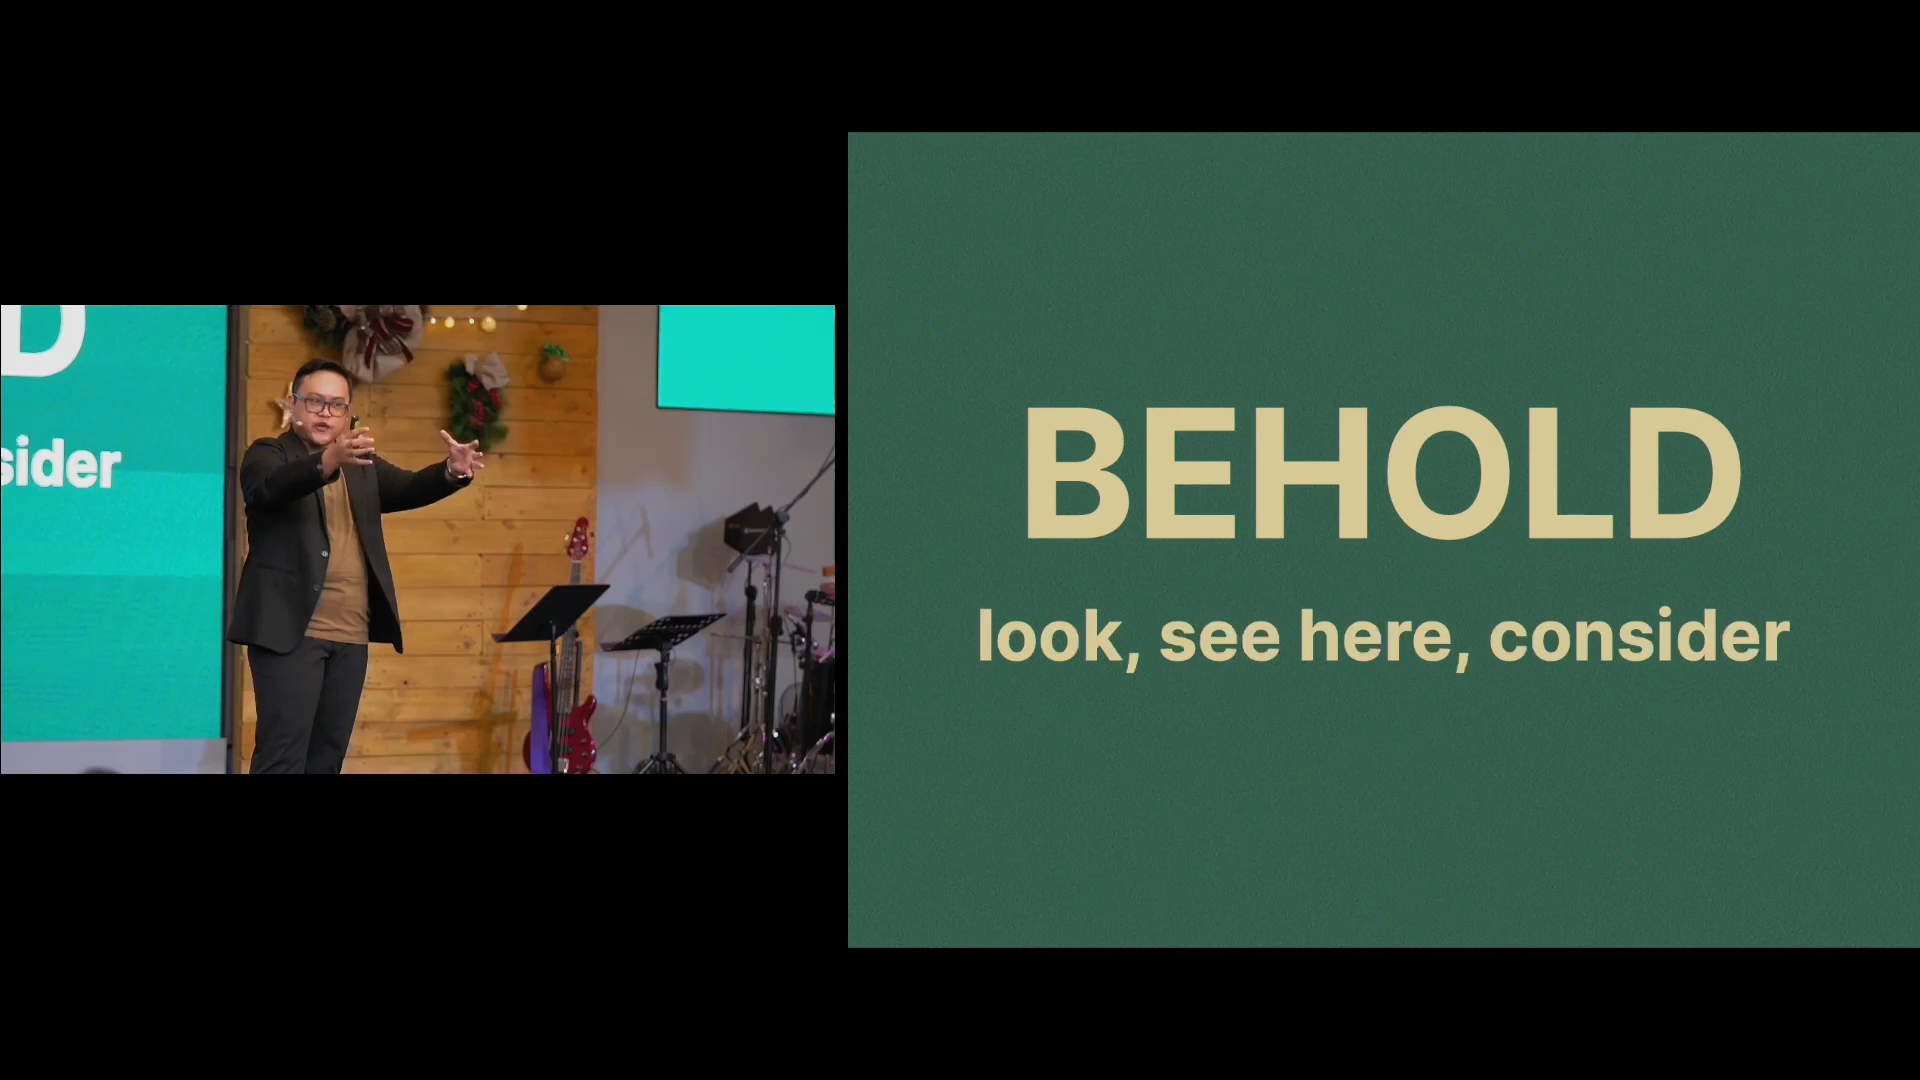 D
sider
BEHOLD
look, see here, consider